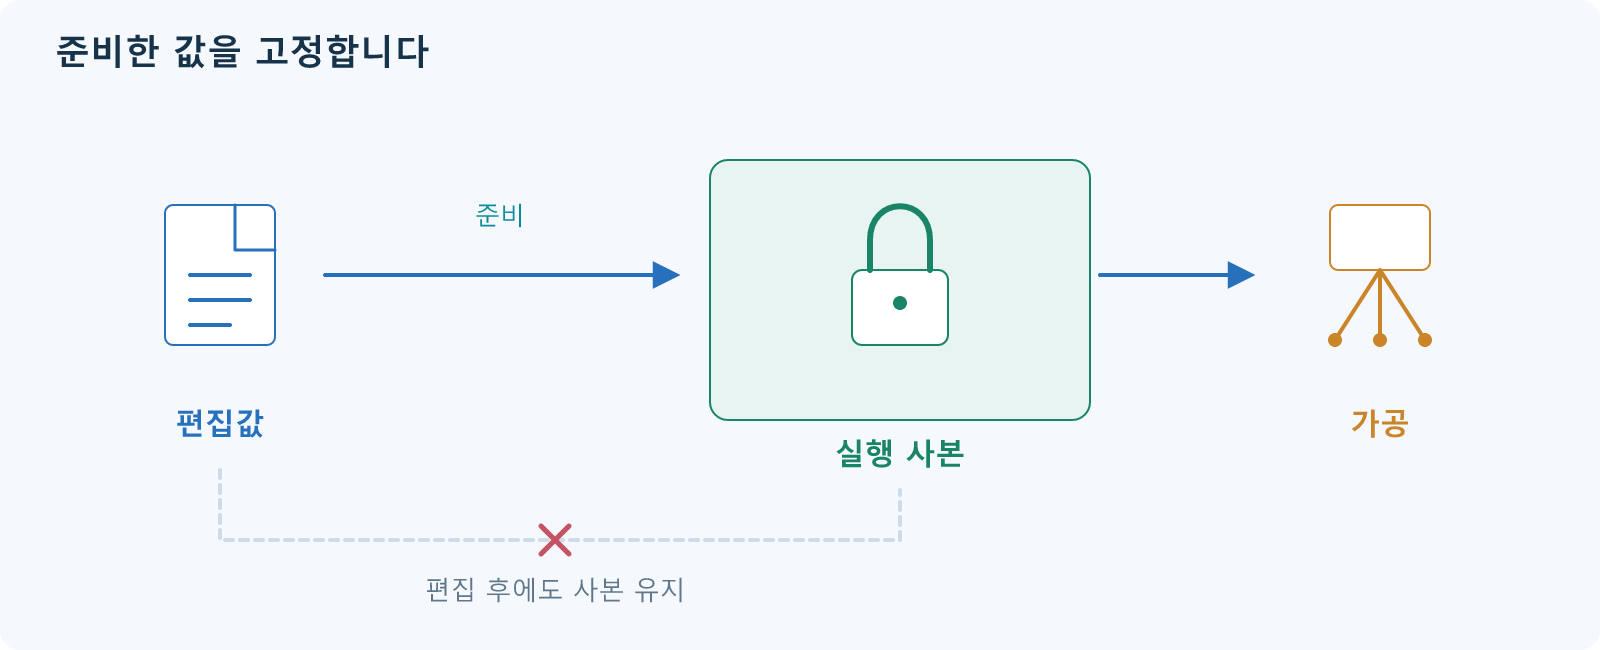 준비한 값을 고정합니다
준비
편집값
실행 사본
가공
편집 후에도 사본 유지